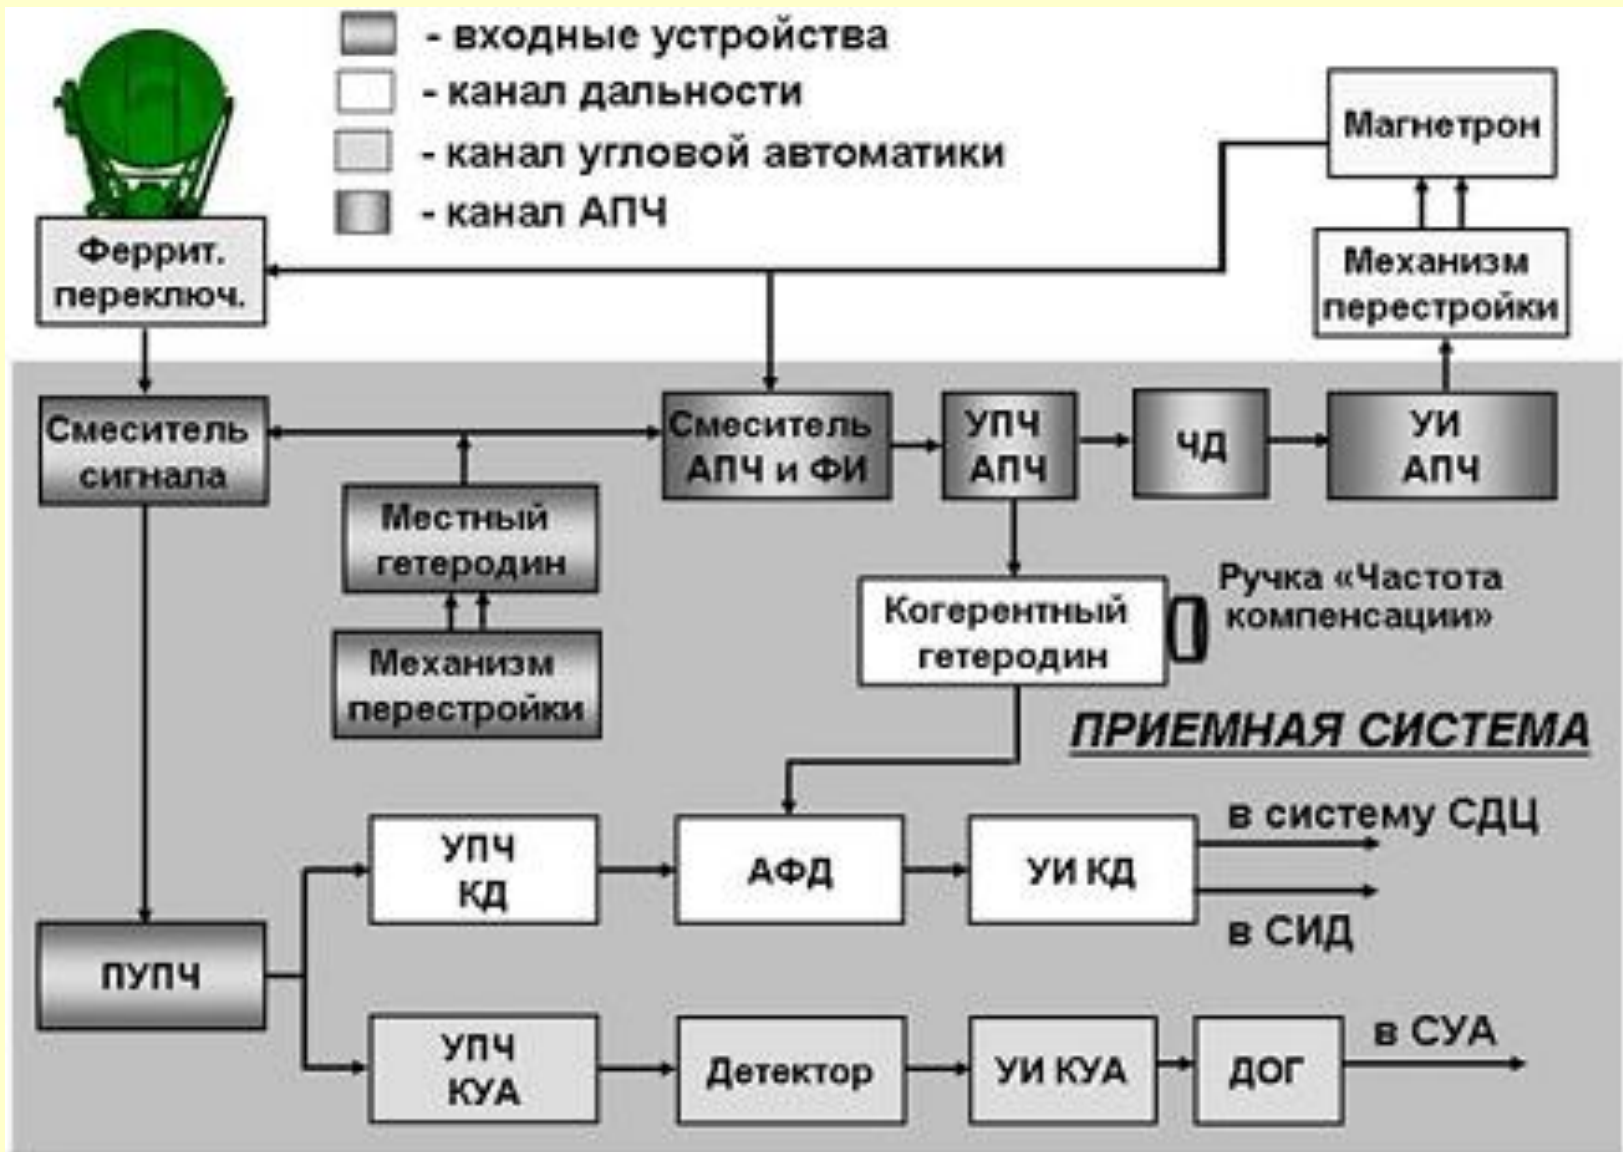 - входные устройства
- канал дальности
- канал угловой автоматики
- канал АПЧ
Магнетрон
Феррит.
переключ.
Механизм
перестройки
Смеситель
сигнала
Смеситель
АПЧ и ФИ
УПЧ
АПЧ
ЧД
УИ
АПЧ
Местный
гетеродин
Механизм
перестройки
Когерентный
гетеродин
Ручка «Частота
компенсации»
ПРИЕМНАЯ СИСТЕМА
УПЧ
КД
АФД
УИ КД
в систему СДЦ
в СИД
ПУПЧ
УПЧ
КУА
Детектор
УИ КУА
ДОГ
в СУА